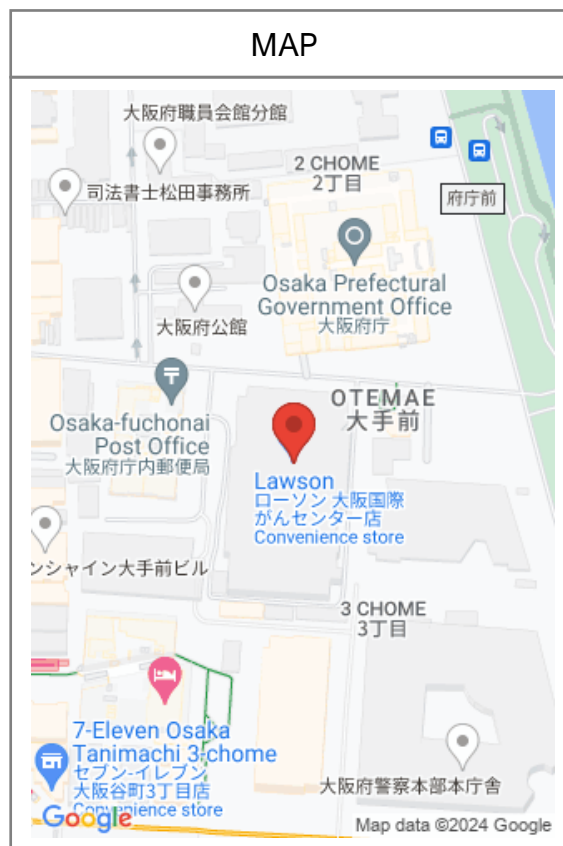 MAP
大阪府職員会館分館
2 CHOME
2丁目
司法書士松田事務所
府庁前
Osaka Prefectural
Government Office
大阪府庁
大阪府公館
OTEMAE
大手前
Osaka-fuchonai
Post Office
大阪府庁内郵便局
Lawson
ローソン 大阪国際
がんセンター店
Convenience store
ンシャイン大手前ビル
3 CHOME
3丁目
7-Eleven Osaka
Tanimachi 3-chome
セブン-イレブン
大阪谷町3丁目店
Convenience store
大阪府警察本部本庁舎
Google
Map data ©2024 Google